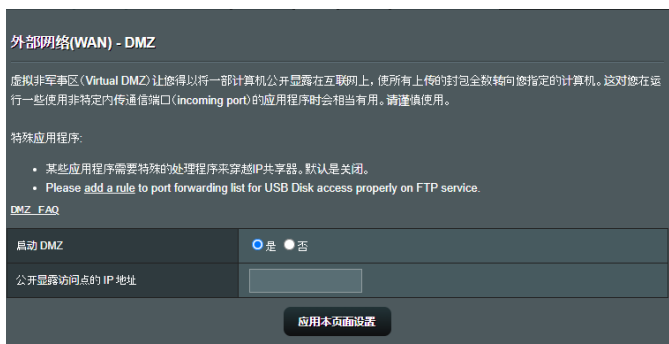 外部网络(WAN) - DMZ
虚拟非军事区(Virtual DMZ)让您得以将一部计算机公开显露在互联网上，使所有上传的封包全数转向您指定的计算机。这对您在运
行一些使用非特定内传通信端口(incoming port)的应用程序时会相当有用。请谨慎使用。
特殊应用程序:
• 某些应用程序需要特殊的处理程序来穿越IP共享器。默认是关闭。
• Please add a rule to port forwarding list for USB Disk access properly on FTP service.
DMZ FAQ
启动 DMZ 是 否
公开显露访问点的 IP 地址
应用本页面设置